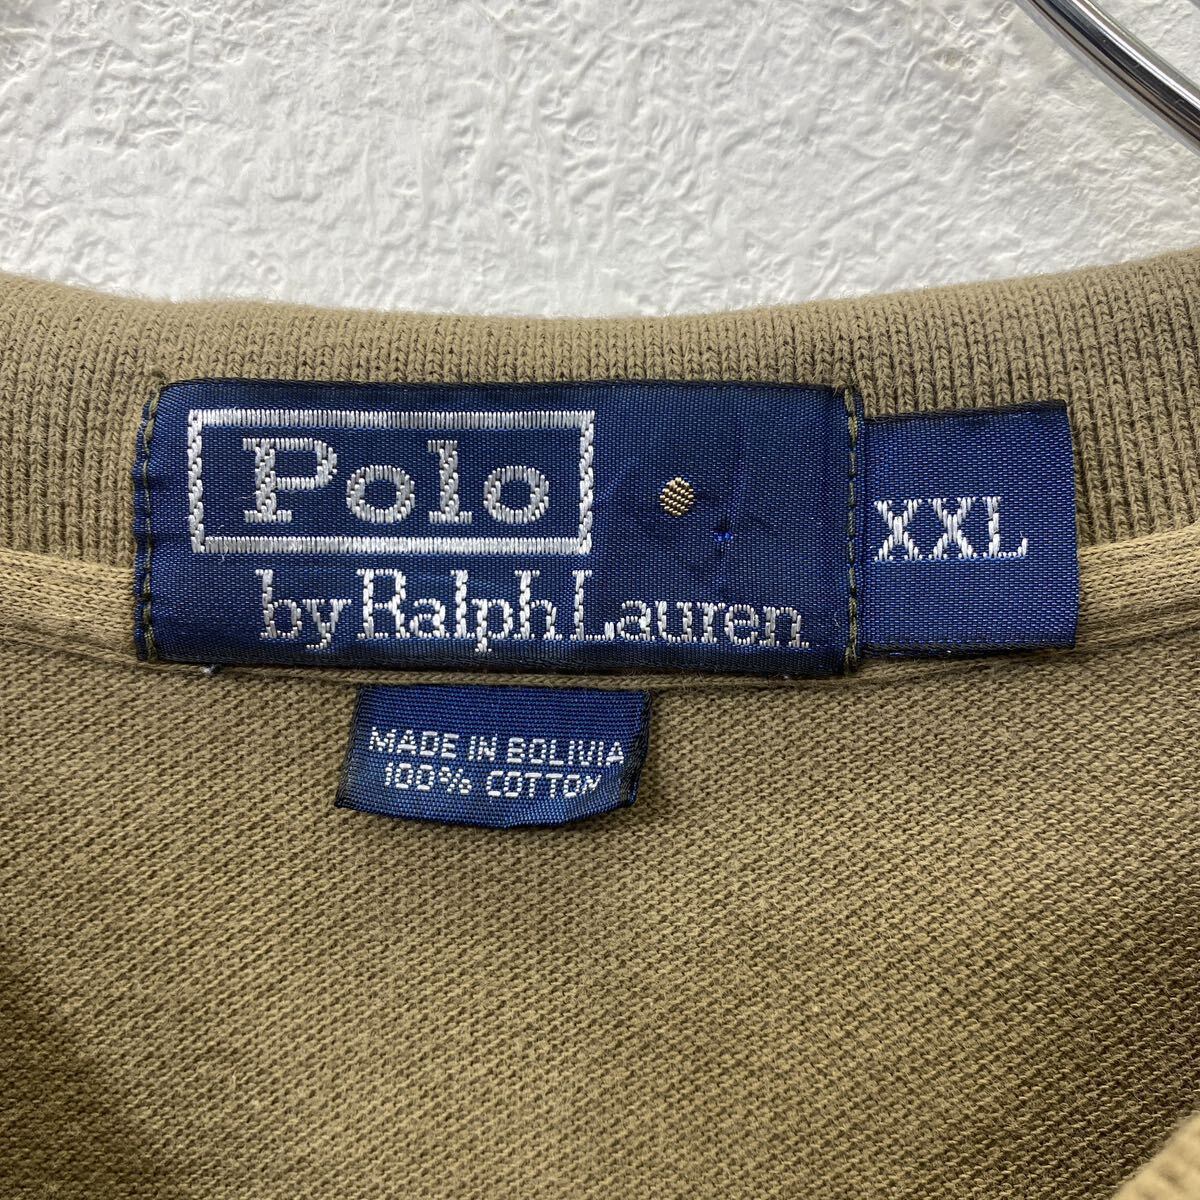 Polo
by Ralph Lauren
XXL
MADE IN BOLIVIA
100% COTTON